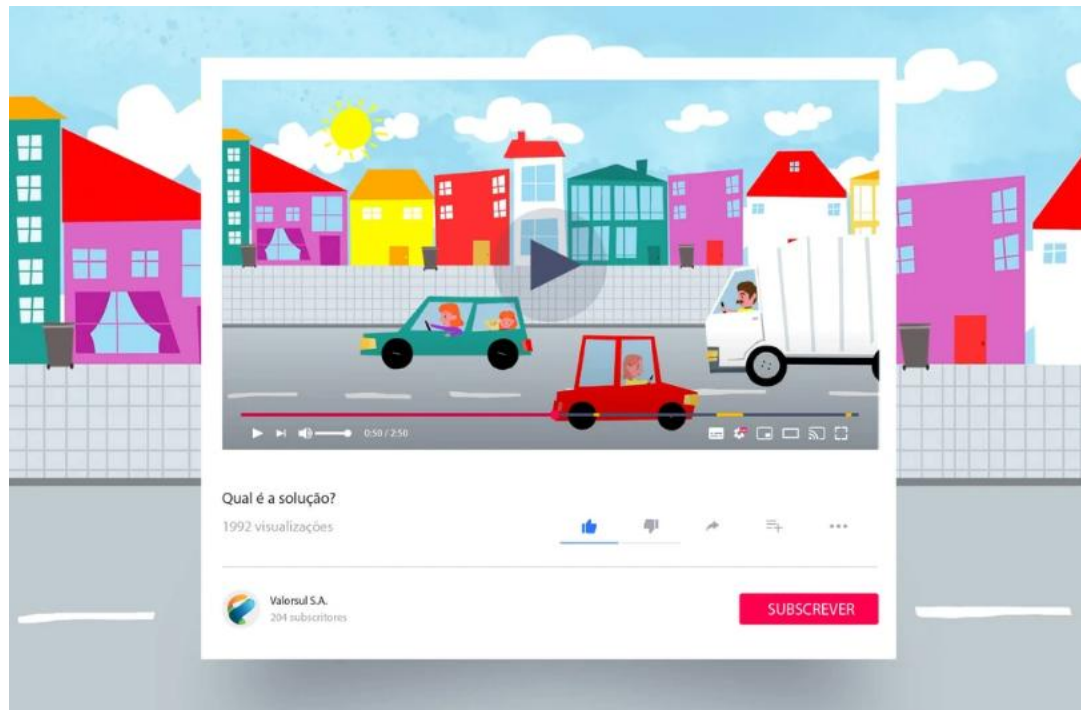 0:50 / 2:50
Qual é a solução?
1992 visualizações
Valorsul S.A.
204 subscritores
SUBSCREVER